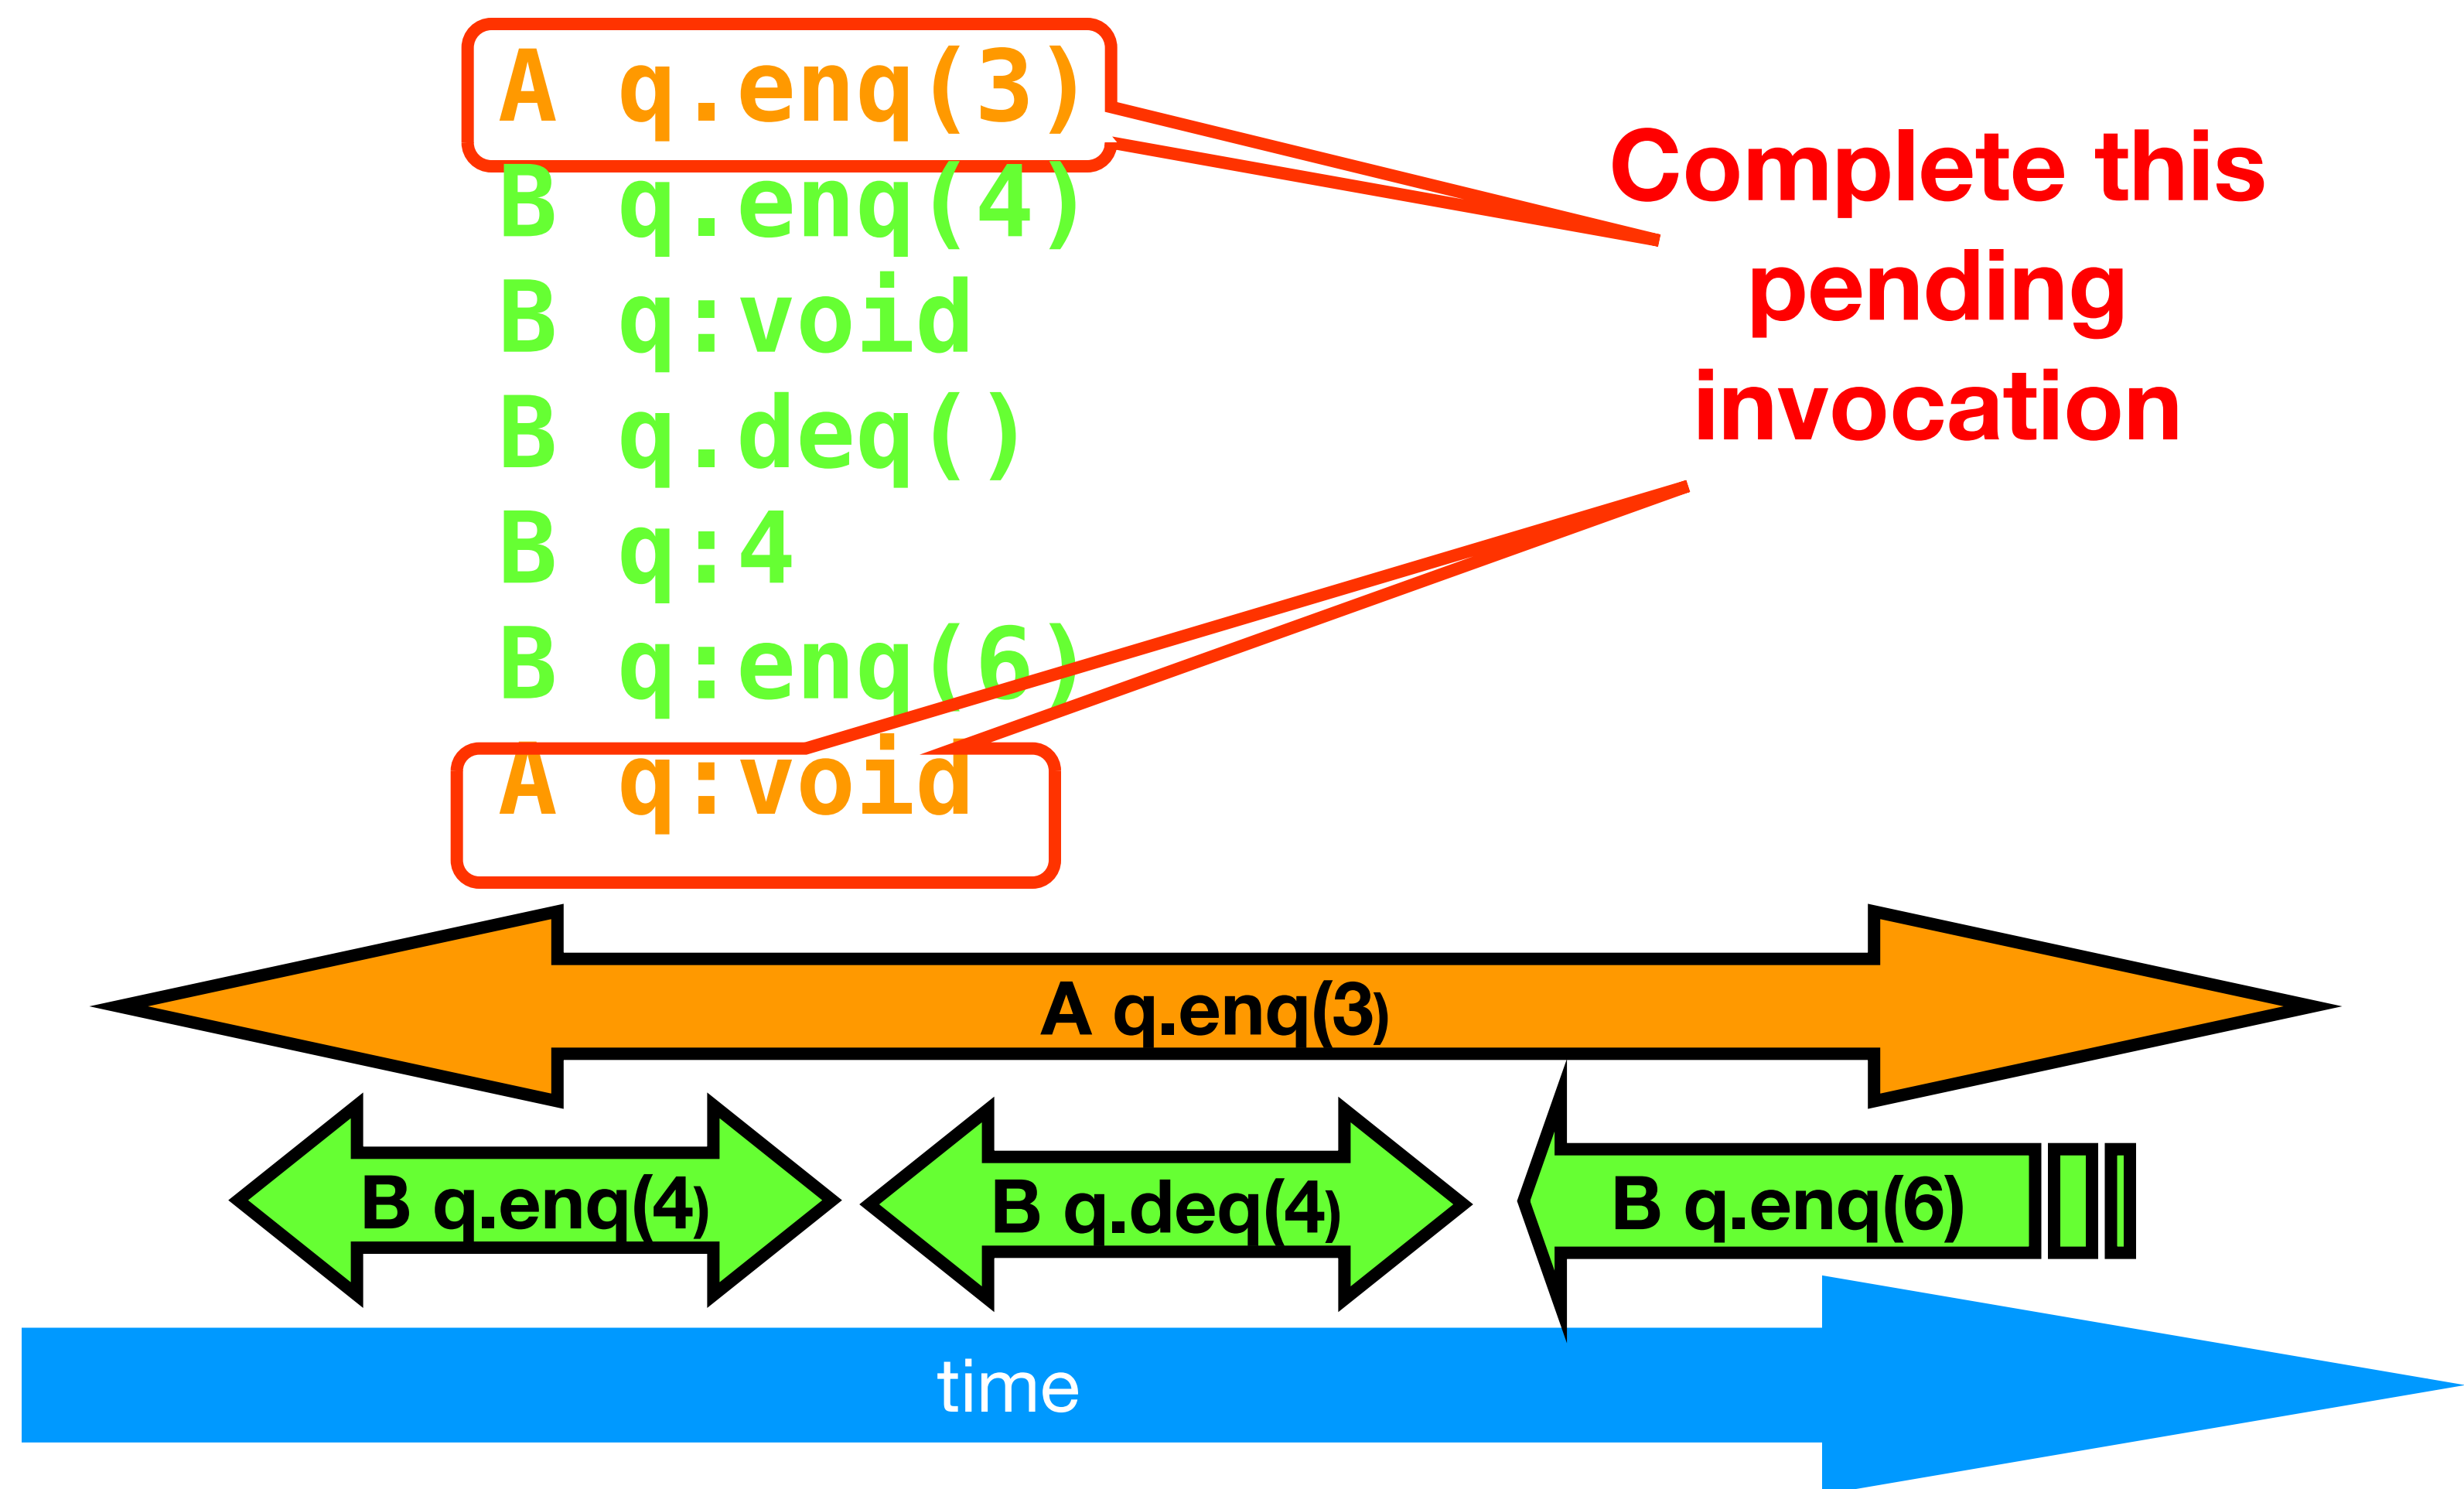 A q.enq(3)
B q.enq(4)
B q:void
B q.deq()
B q:4
B q:enq(6)
A q:void
Complete this
pending
invocation
A q.enq(3)
B q.enq(4)
B q.deq(4)
B q.enq(6)
time